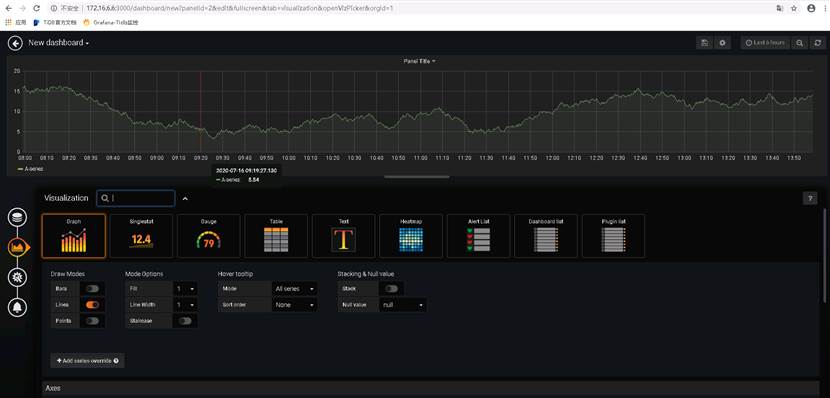 不安全 | 172.16.6.6:3000/dashboard/new?panelId=2&edit&fullscreen&tab=visualization&openVizPicker&orgId=1
应用 TiDB官方文档 Grafana-TiDB监控
New dashboard
Last 6 hours
Panel Title
20
15
10
5
0
08:00 08:10 08:20 08:30 08:40 08:50 09:00 09:10 09:20 09:30 09:40 09:50 10:00 10:10 10:20 10:30 10:40 10:50 11:00 11:10 11:20 11:30 11:40 11:50 12:00 12:10 12:20 12:30 12:40 12:50 13:00 13:10 13:20 13:30 13:40 13:50
A-series
2020-07-16 09:19:27.130
A-series: 5.54
Visualization
?
Graph Singlestat Gauge Table Text Heatmap Alert List Dashboard list Plugin list
12.4 79 T
Draw Modes Mode Options Hover tooltip Stacking & Null value
Bars Fill 1 Mode All series Stack
Lines Line Width 1 Sort order None Null value null
Points Staircase
+ Add series override
Axes